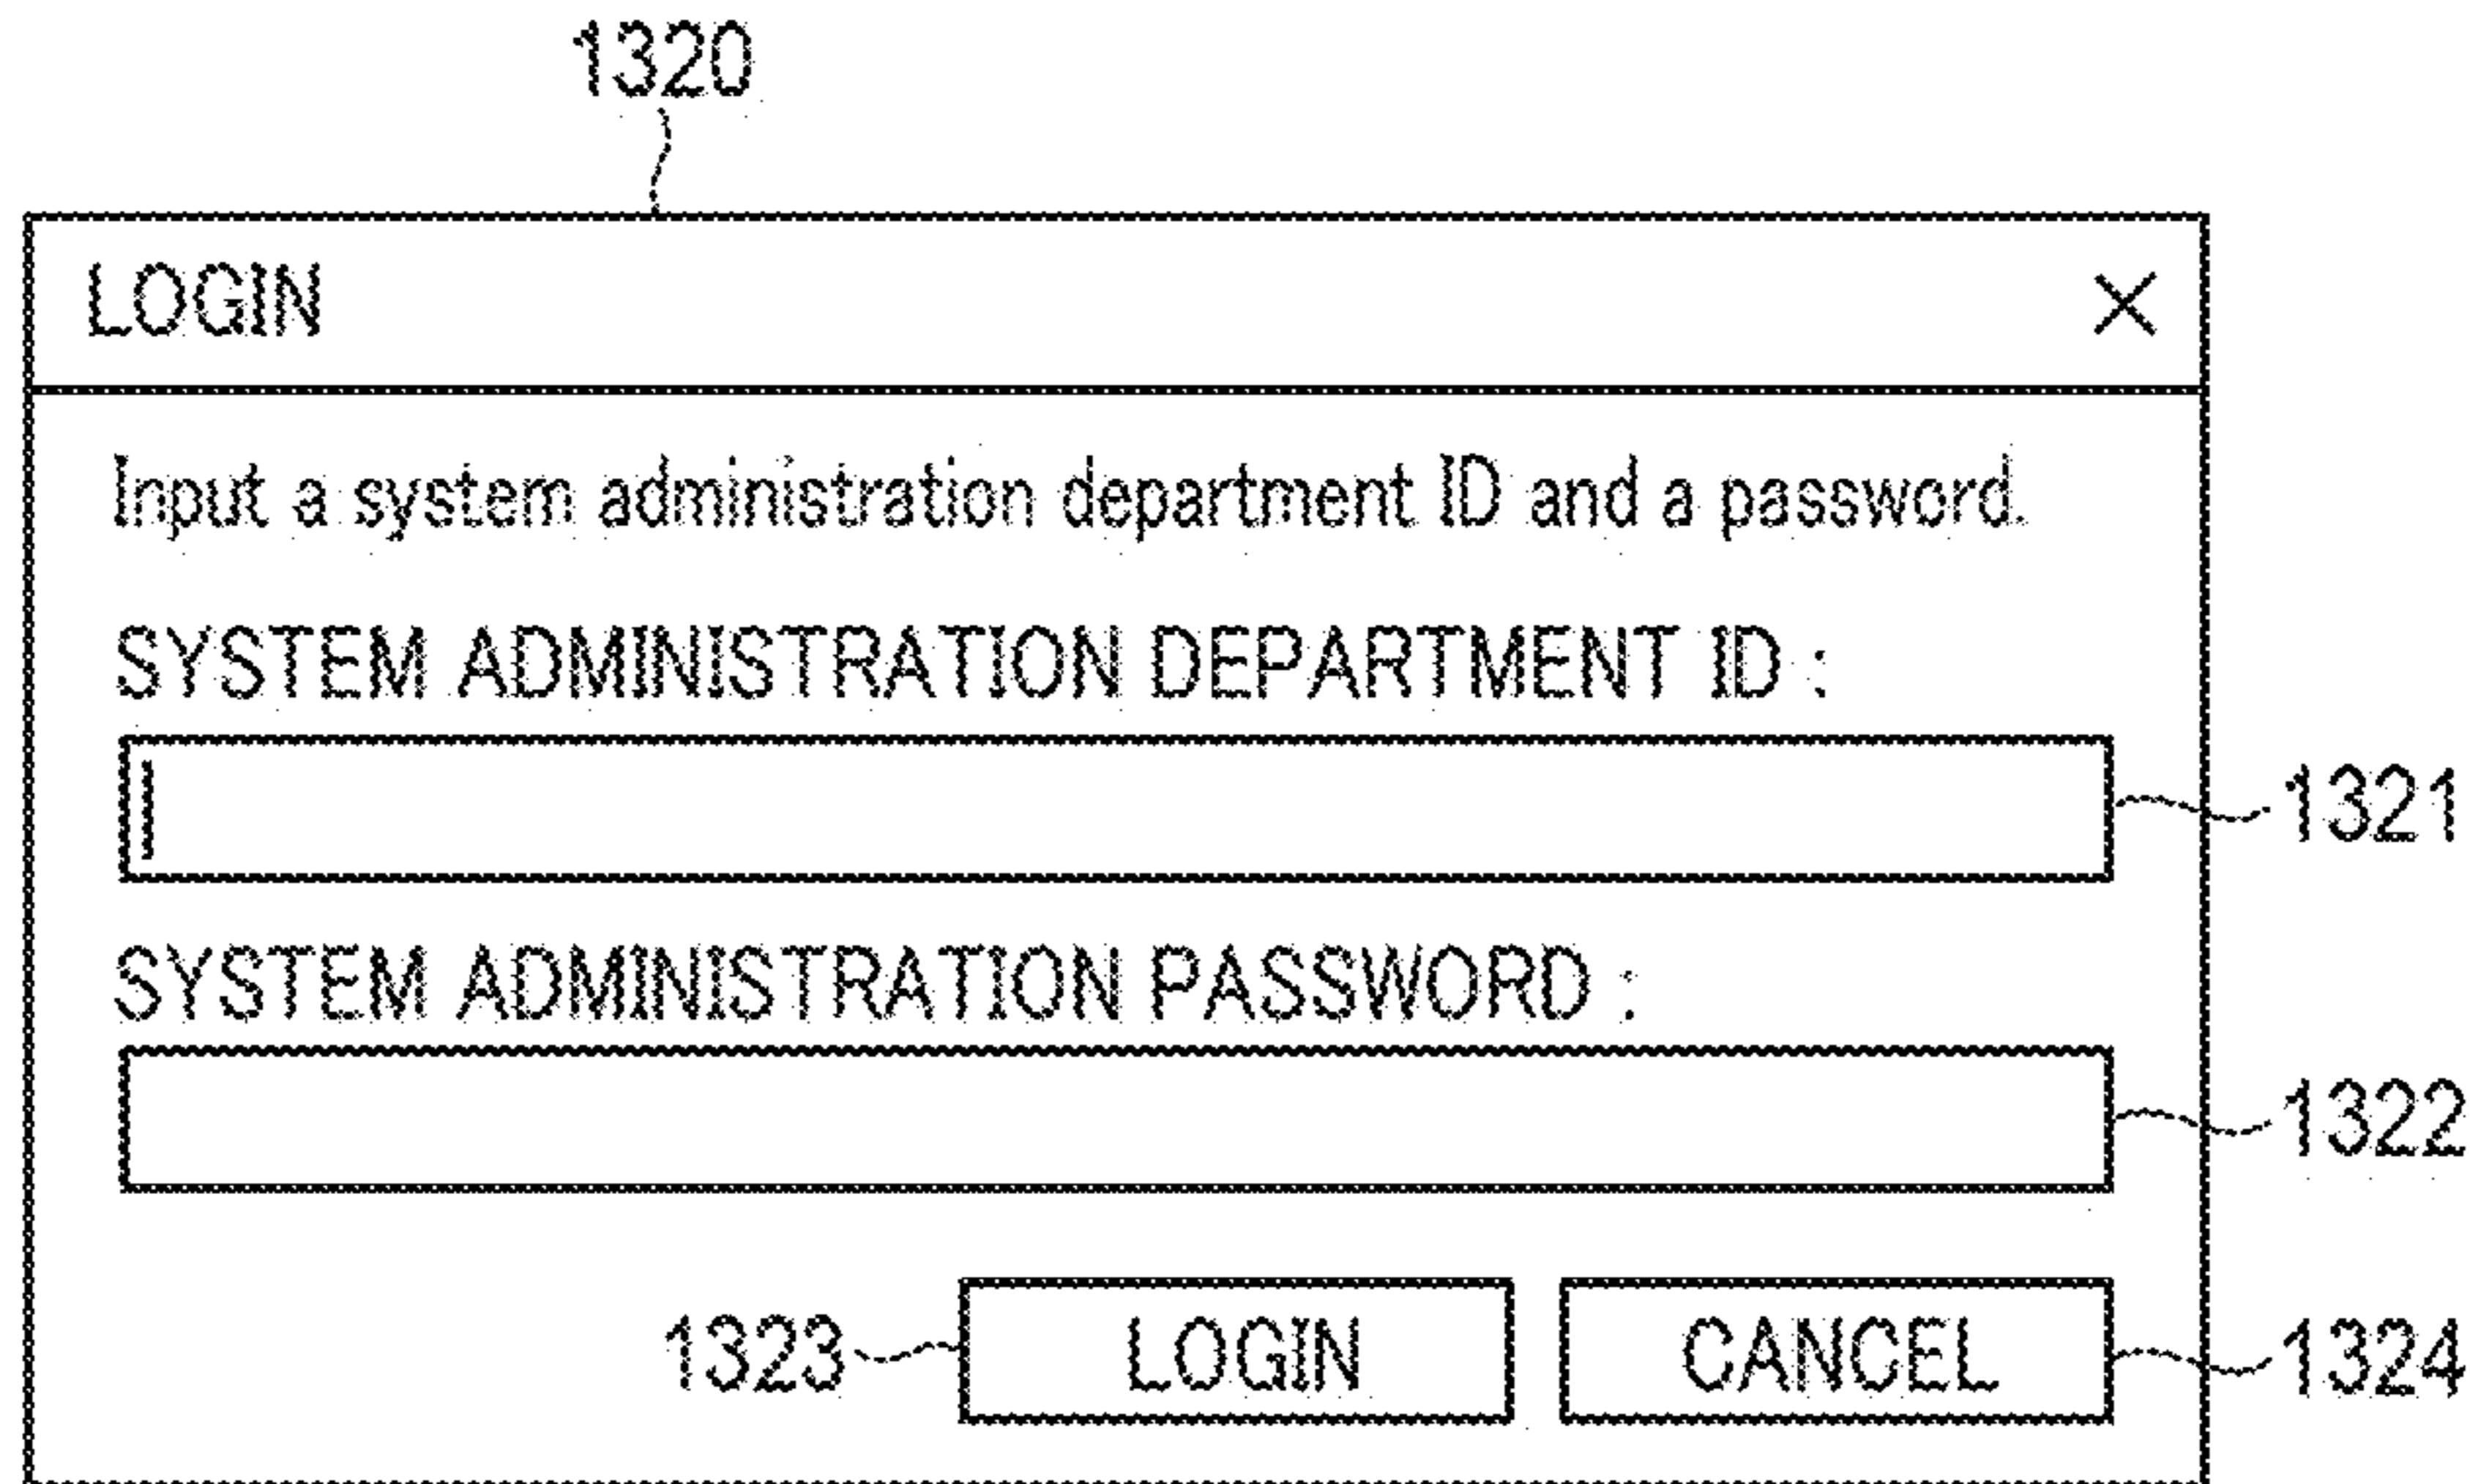 1320
LOGIN ×
Input a system administration department ID and a password.
SYSTEM ADMINISTRATION DEPARTMENT ID :
1321
SYSTEM ADMINISTRATION PASSWORD :
1322
1323 LOGIN CANCEL 1324